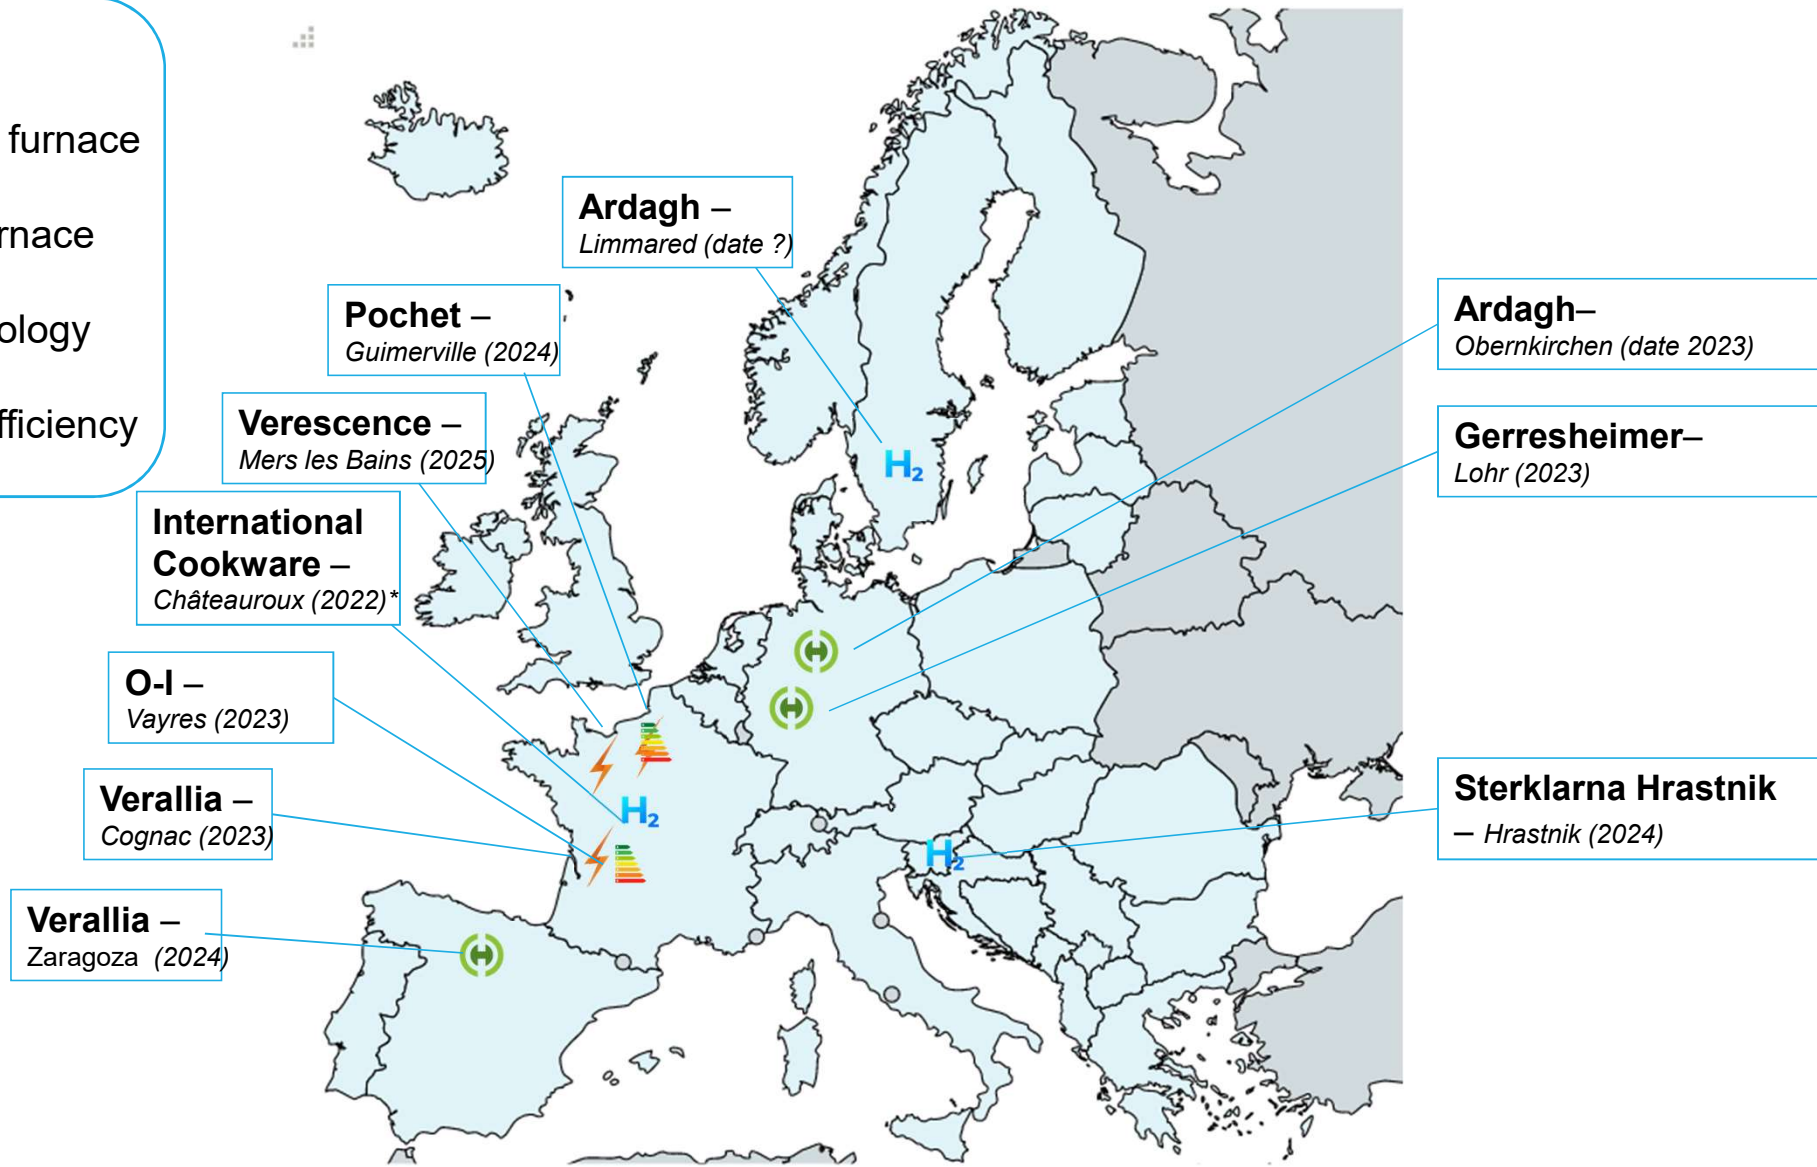 furnace
rnace
ology
fficiency
Ardagh –
Limmared (date ?)
Pochet –
Guimerville (2024)
Verescence –
Mers les Bains (2025)
International
Cookware –
Châteauroux (2022)*
O-I –
Vayres (2023)
Verallia –
Cognac (2023)
Verallia –
Zaragoza (2024)
Ardagh–
Obernkirchen (date 2023)
Gerresheimer–
Lohr (2023)
Sterklarna Hrastnik
– Hrastnik (2024)
H₂
H₂
H₂
H
H
H